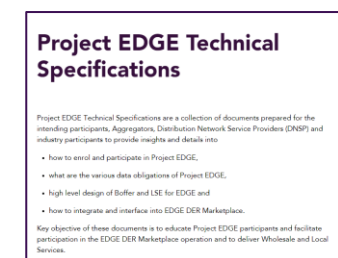 Project EDGE Technical
Specifications
Project EDGE Technical Specifications are a collection of documents prepared for the
intending participants, Aggregators, Distribution Network Service Providers (DNSP) and
industry participants to provide insights and details into
• how to enrol and participate in Project EDGE,
• what are the various data obligations of Project EDGE,
• high level design of Boffer and LSE for EDGE and
• how to integrate and interface into EDGE DER Marketplace.
Key objective of these documents is to educate Project EDGE participants and facilitate
participation in the EDGE DER Marketplace operation and to deliver Wholesale and Local
Services.